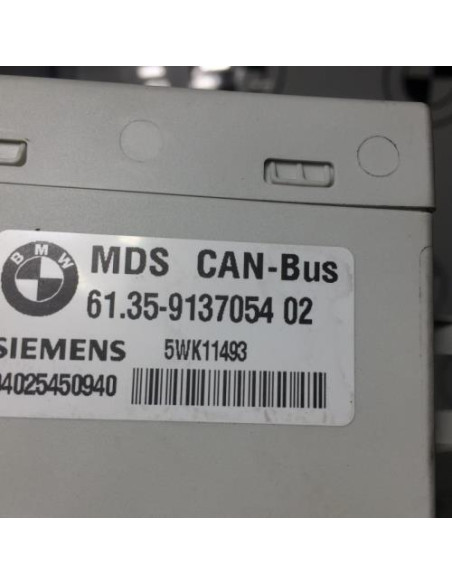 BMW
MDS CAN-Bus
61.35-9137054 02
SIEMENS 5WK11493
04025450940